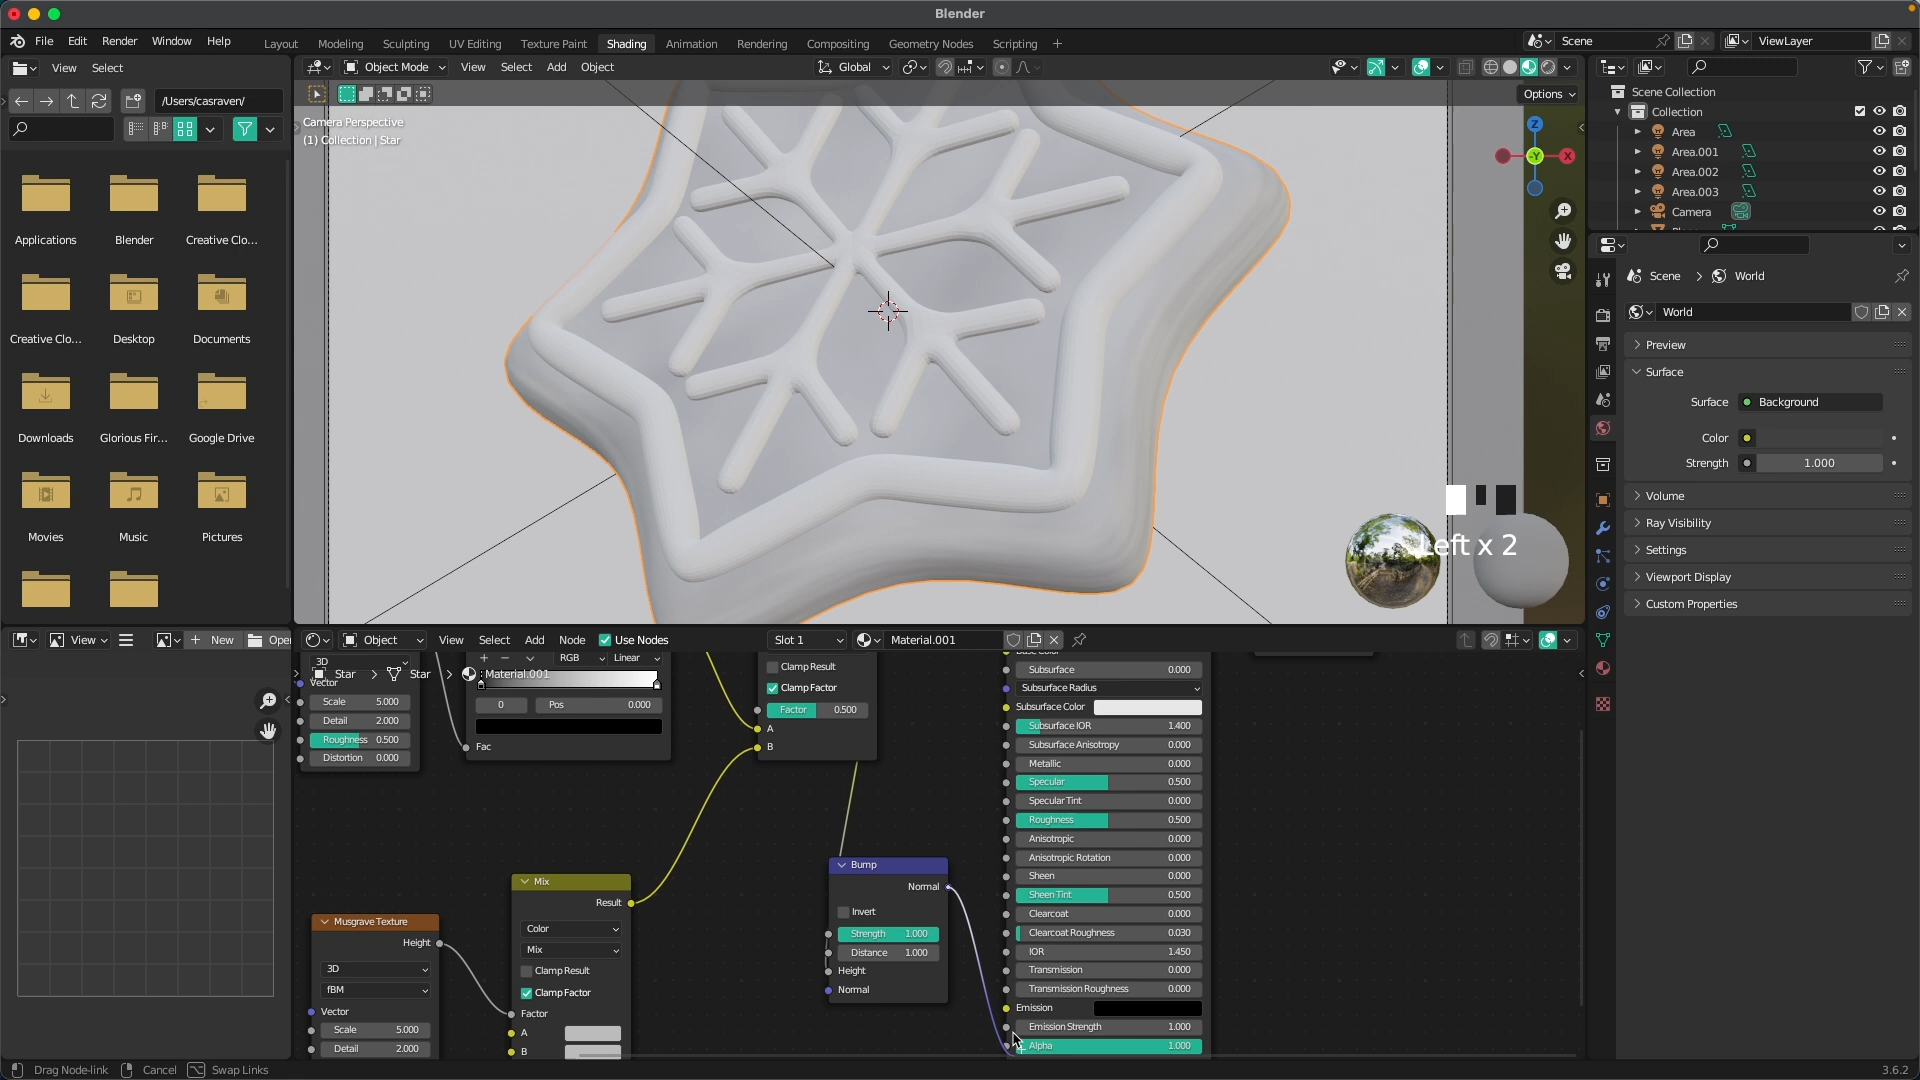 Blender
File Edit Render Window Help
Layout Modeling Sculpting UV Editing Texture Paint Shading Animation Rendering Compositing Geometry Nodes Scripting +
Scene
ViewLayer
View Select
Object Mode View Select Add Object
Global
/Users/casraven/
Options
Camera Perspective
(1) Collection | Star
Z
-Y
X
Applications Blender Creative Clo...
Creative Clo... Desktop Documents
Downloads Glorious Fir... Google Drive
Movies Music Pictures
Left x 2
Scene Collection
Collection
Area
Area.001
Area.002
Area.003
Camera
Scene > World
World
Preview
Surface
Surface Background
Color
Strength 1.000
Volume
Ray Visibility
Settings
Viewport Display
Custom Properties
View
New
Open
Object View Select Add Node Use Nodes Slot 1 Material.001
Star > Star > Material.001
3D
Vector
Scale 5.000
Detail 2.000
Roughness 0.500
Distortion 0.000
RGB Linear
0 Pos 0.000
Fac
Clamp Result
Clamp Factor
Factor 0.500
A
B
Musgrave Texture
Height
3D
fBM
Vector
Scale 5.000
Detail 2.000
Mix
Result
Color
Mix
Clamp Result
Clamp Factor
Factor
A
B
Bump
Normal
Invert
Strength 1.000
Distance 1.000
Height
Normal
Base Color
Subsurface 0.000
Subsurface Radius
Subsurface Color
Subsurface IOR 1.400
Subsurface Anisotropy 0.000
Metallic 0.000
Specular 0.500
Specular Tint 0.000
Roughness 0.500
Anisotropic 0.000
Anisotropic Rotation 0.000
Sheen 0.000
Sheen Tint 0.500
Clearcoat 0.000
Clearcoat Roughness 0.030
IOR 1.450
Transmission 0.000
Transmission Roughness 0.000
Emission
Emission Strength 1.000
Alpha 1.000
Drag Node-link Cancel Swap Links
3.6.2